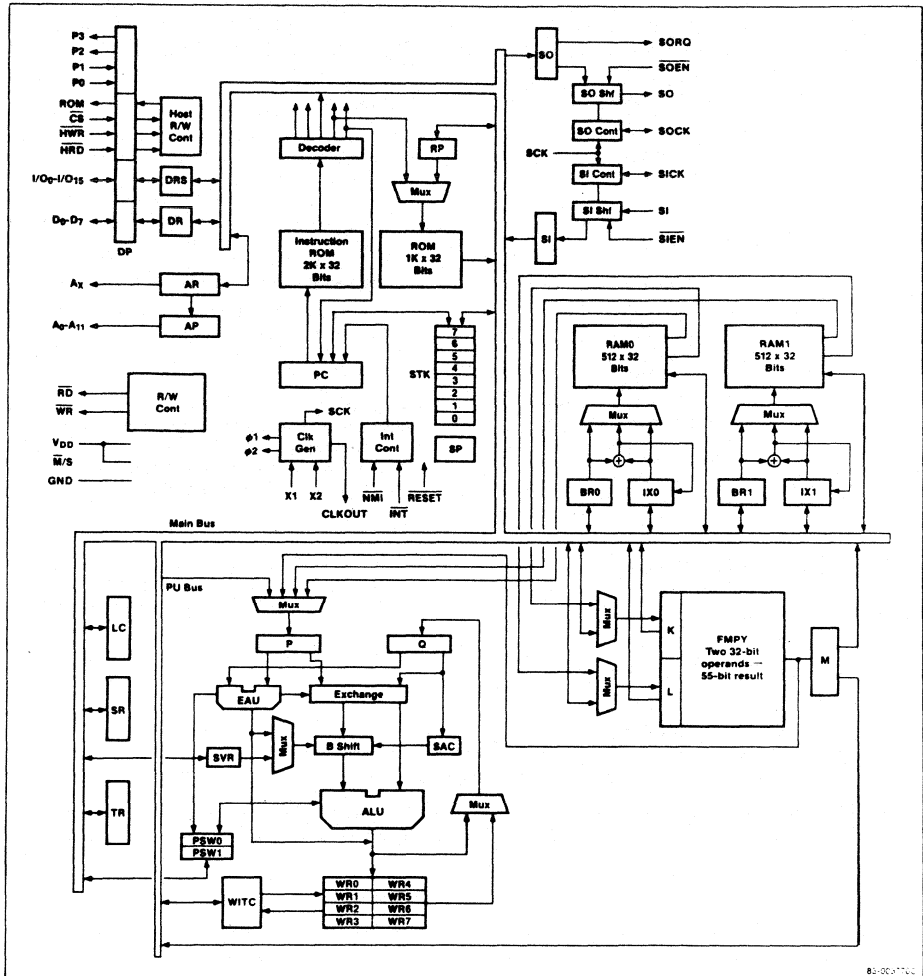 P3
P2
P1
P0
ROM
CS
HWR
HRD
I/O0-I/O15
D0-D7
DP
Host
R/W
Cont
DRS
DR
AX
AR
A0-A11
AP
RD
WR
R/W
Cont
VDD
M/S
GND
Decoder
RP
Mux
Instruction
ROM
2K x 32
Bits
ROM
1K x 32
Bits
PC
STK
7
6
5
4
3
2
1
0
SP
SCK
ϕ1
ϕ2
Clk
Gen
Int
Cont
X1
X2
CLKOUT
NMI
INT
RESET
SO
SORQ
SOEN
SO Shf
SO
SO Cont
SOCK
SCK
SI Cont
SICK
SI Shf
SI
SI
SIEN
RAM0
512 x 32
Bits
RAM1
512 x 32
Bits
Mux
Mux
BR0
IX0
BR1
IX1
Main Bus
PU Bus
LC
SR
TR
Mux
P
Q
EAU
Exchange
SVR
Mux
B Shift
SAC
ALU
Mux
PSW0
PSW1
WITC
WR0 WR4
WR1 WR5
WR2 WR6
WR3 WR7
Mux
Mux
K
L
FMPY
Two 32-bit
operands —
55-bit result
M